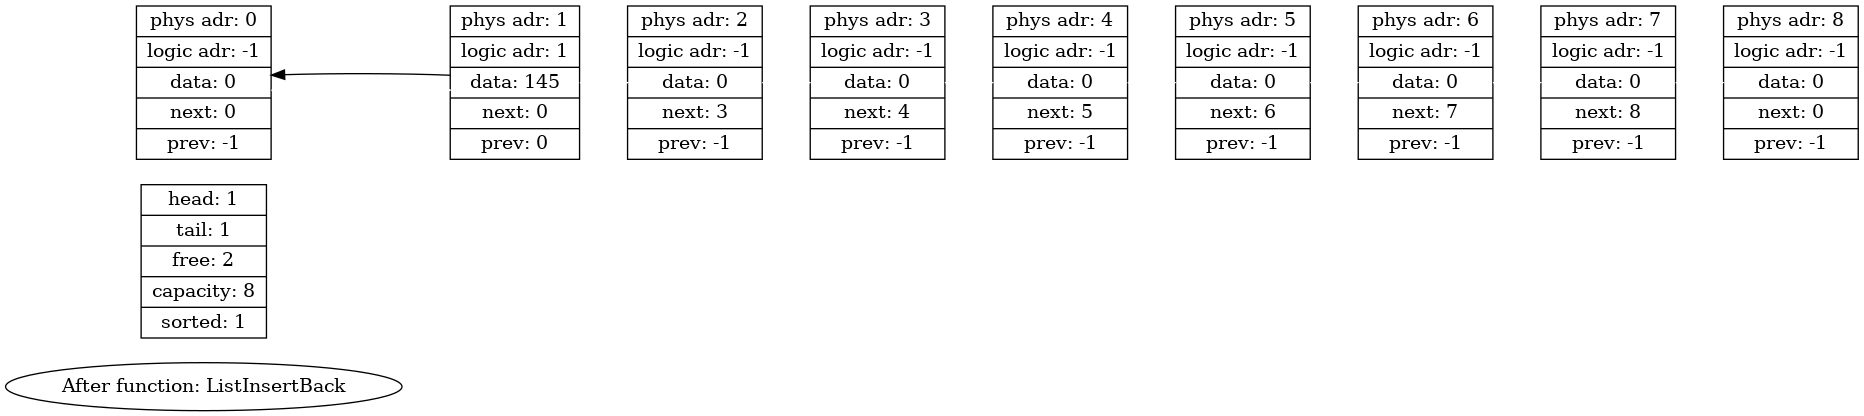 phys adr: 0
logic adr: -1
data: 0
next: 0
prev: -1
phys adr: 1
logic adr: 1
data: 145
next: 0
prev: 0
phys adr: 2
logic adr: -1
data: 0
next: 3
prev: -1
phys adr: 3
logic adr: -1
data: 0
next: 4
prev: -1
phys adr: 4
logic adr: -1
data: 0
next: 5
prev: -1
phys adr: 5
logic adr: -1
data: 0
next: 6
prev: -1
phys adr: 6
logic adr: -1
data: 0
next: 7
prev: -1
phys adr: 7
logic adr: -1
data: 0
next: 8
prev: -1
phys adr: 8
logic adr: -1
data: 0
next: 0
prev: -1
head: 1
tail: 1
free: 2
capacity: 8
sorted: 1
After function: ListInsertBack